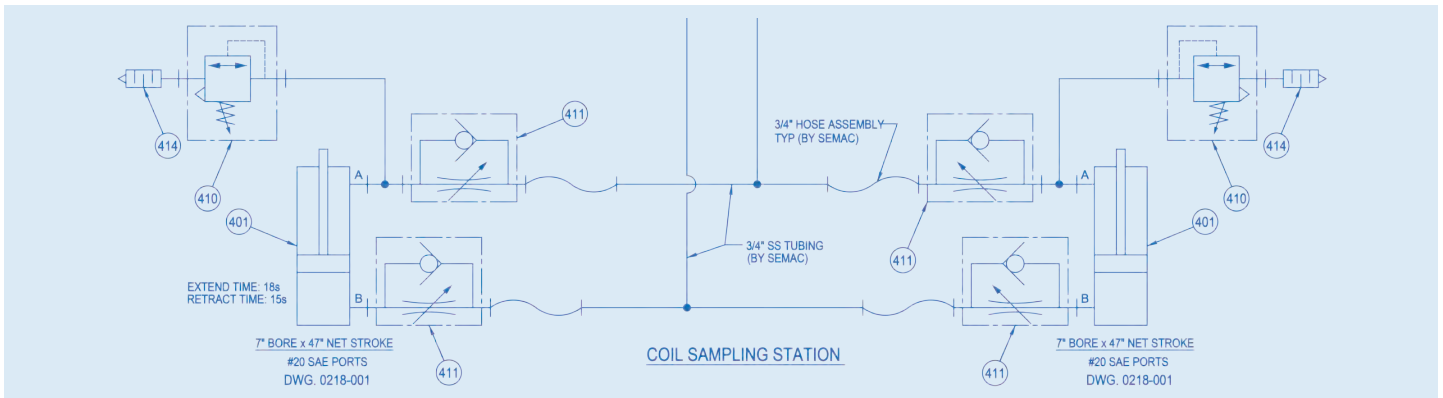 414
410
401
A
411
B
EXTEND TIME: 18s
RETRACT TIME: 15s
7" BORE x 47" NET STROKE
#20 SAE PORTS
DWG. 0218-001
411
3/4" HOSE ASSEMBLY
TYP (BY SEMAC)
3/4" SS TUBING
(BY SEMAC)
COIL SAMPLING STATION
411
411
A
B
414
410
401
7" BORE x 47" NET STROKE
#20 SAE PORTS
DWG. 0218-001